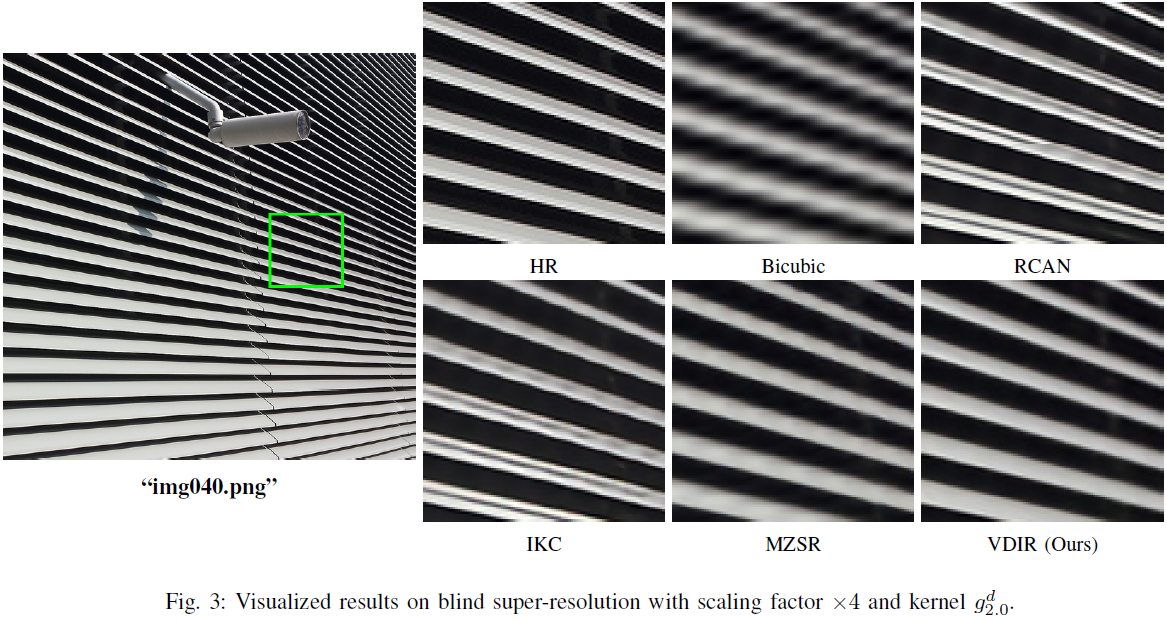 HR
Bicubic
RCAN
“img040.png”
IKC
MZSR
VDIR (Ours)
Fig. 3: Visualized results on blind super-resolution with scaling factor ×4 and kernel $g_{2.0}^{d}$.